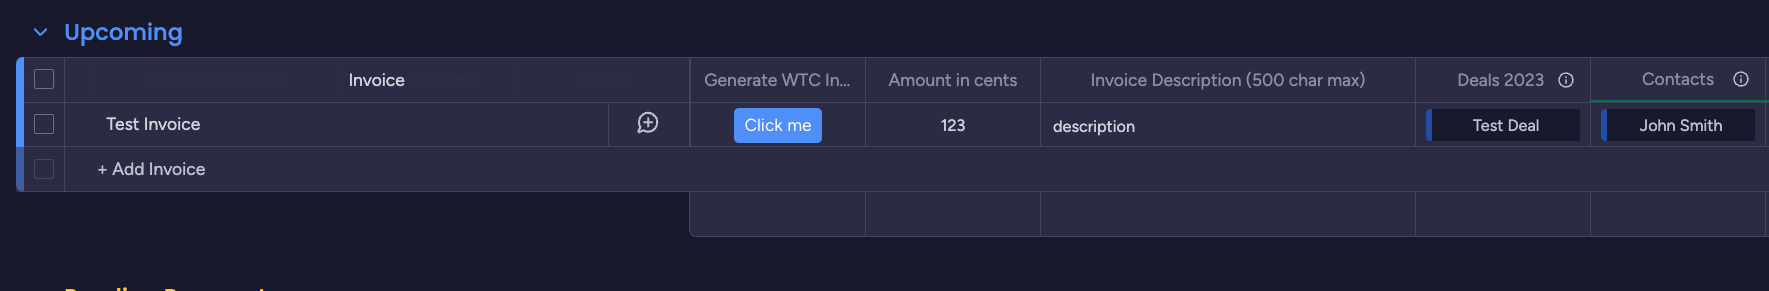 Upcoming
Invoice Generate WTC In... Amount in cents Invoice Description (500 char max) Deals 2023 Contacts
Test Invoice Click me 123 description Test Deal John Smith
+ Add Invoice